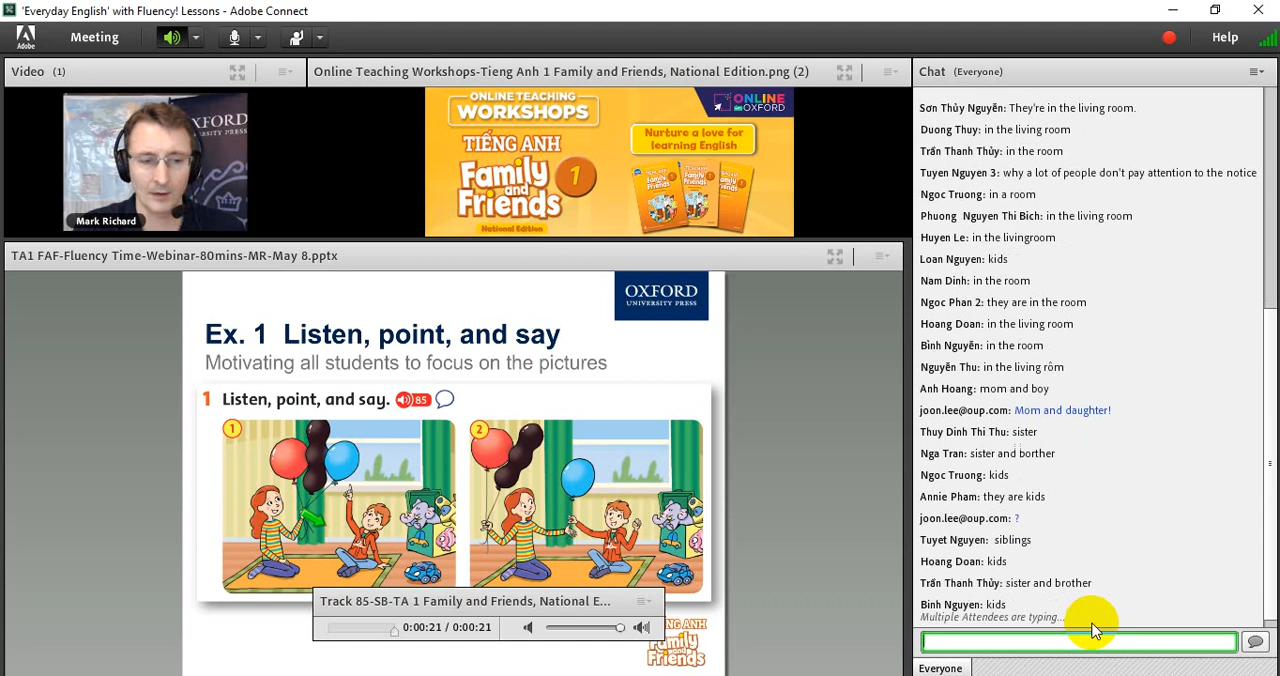 'Everyday English' with Fluency! Lessons - Adobe Connect
Adobe
Meeting
Help
Video (1)
OXFORD
UNIVERSITY PRESS
Mark Richard
Online Teaching Workshops-Tieng Anh 1 Family and Friends, National Edition.png (2)
ONLINE TEACHING
WORKSHOPS
TIẾNG ANH
Family
and
Friends
1
National Edition
ONLINE
OXFORD
Nurture a love for
learning English
TA1 FAF-Fluency Time-Webinar-80mins-MR-May 8.pptx
OXFORD
UNIVERSITY PRESS
Ex. 1 Listen, point, and say
Motivating all students to focus on the pictures
1 Listen, point, and say. 85
1
2
Track 85-SB-TA 1 Family and Friends, National E...
0:00:21 / 0:00:21
NG ANH
Family
and
Friends
Chat (Everyone)
Sơn Thủy Nguyễn: They're in the living room.
Duong Thuy: in the living room
Trần Thanh Thủy: in the room
Tuyen Nguyen 3: why a lot of people don't pay attention to the notice
Ngoc Truong: in a room
Phuong Nguyen Thi Bich: in the living room
Huyen Le: in the livingroom
Loan Nguyen: kids
Nam Dinh: in the room
Ngoc Phan 2: they are in the room
Hoang Doan: in the living room
Bình Nguyễn: in the room
Nguyễn Thu: in the living rôm
Anh Hoang: mom and boy
joon.lee@oup.com: Mom and daughter!
Thuy Dinh Thi Thu: sister
Nga Tran: sister and borther
Ngoc Truong: kids
Annie Pham: they are kids
joon.lee@oup.com: ?
Tuyet Nguyen: siblings
Hoang Doan: kids
Trần Thanh Thủy: sister and brother
Binh Nguyen: kids
Multiple Attendees are typing...
Everyone